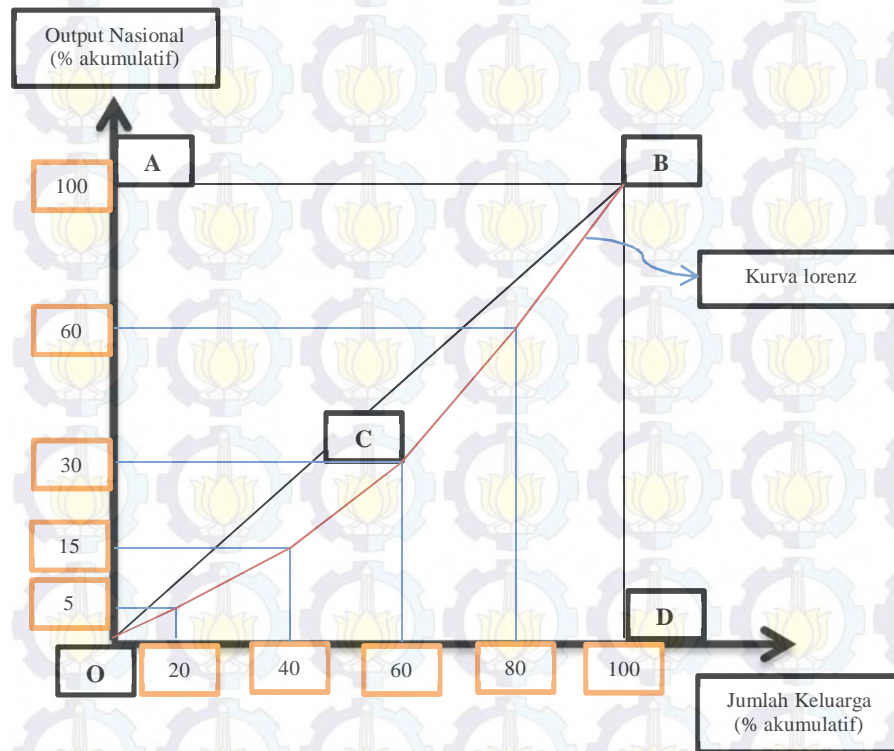 Output Nasional
(% akumulatif)
A
B
100
Kurva lorenz
60
C
30
15
5
D
O
20
40
60
80
100
Jumlah Keluarga
(% akumulatif)